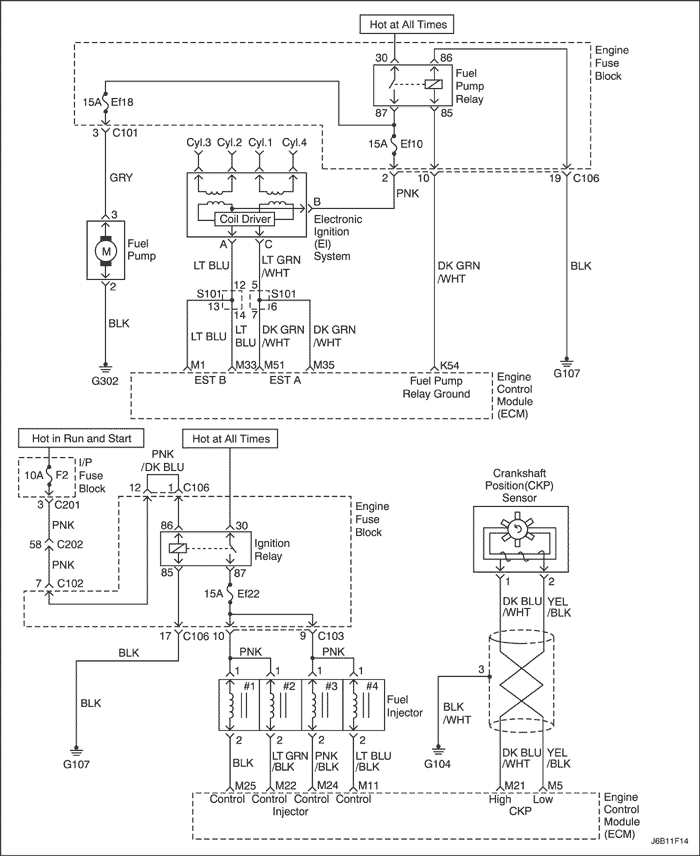 Hot at All Times
Engine
Fuse
Block
30
86
Fuel
Pump
Relay
87
85
15A Ef18
15A Ef10
3 C101
2
10
19 C106
Cyl.3 Cyl.2 Cyl.1 Cyl.4
GRY
PNK
B
Coil Driver
Electronic
Ignition
(EI)
System
3
M
Fuel
Pump
2
A
C
LT BLU
LT GRN
/WHT
DK GRN
/WHT
BLK
S101
12
5
S101
13
14
7
6
BLK
LT BLU
LT
BLU
DK GRN
/WHT
DK GRN
/WHT
G302
M1
M33
M51
M35
K54
G107
EST B
EST A
Fuel Pump
Relay Ground
Engine
Control
Module
(ECM)
Hot in Run and Start
Hot at All Times
I/P
Fuse
Block
10A F2
3 C201
PNK
58 C202
PNK
7 C102
PNK
/DK BLU
12
1 C106
Engine
Fuse
Block
86
30
Ignition
Relay
85
87
15A Ef22
17 C106
10
9 C103
BLK
PNK
PNK
BLK
G107
1
1
1
1
#1
#2
#3
#4
Fuel
Injector
2
2
2
2
BLK
LT GRN
/BLK
PNK
/BLK
LT BLU
/BLK
M25
M22
M24
M11
Control
Control
Control
Control
Injector
Crankshaft
Position(CKP)
Sensor
1
2
DK BLU
/WHT
YEL
/BLK
3
BLK
/WHT
G104
DK BLU
/WHT
YEL
/BLK
M21
M5
High
Low
CKP
Engine
Control
Module
(ECM)
J6B11F14